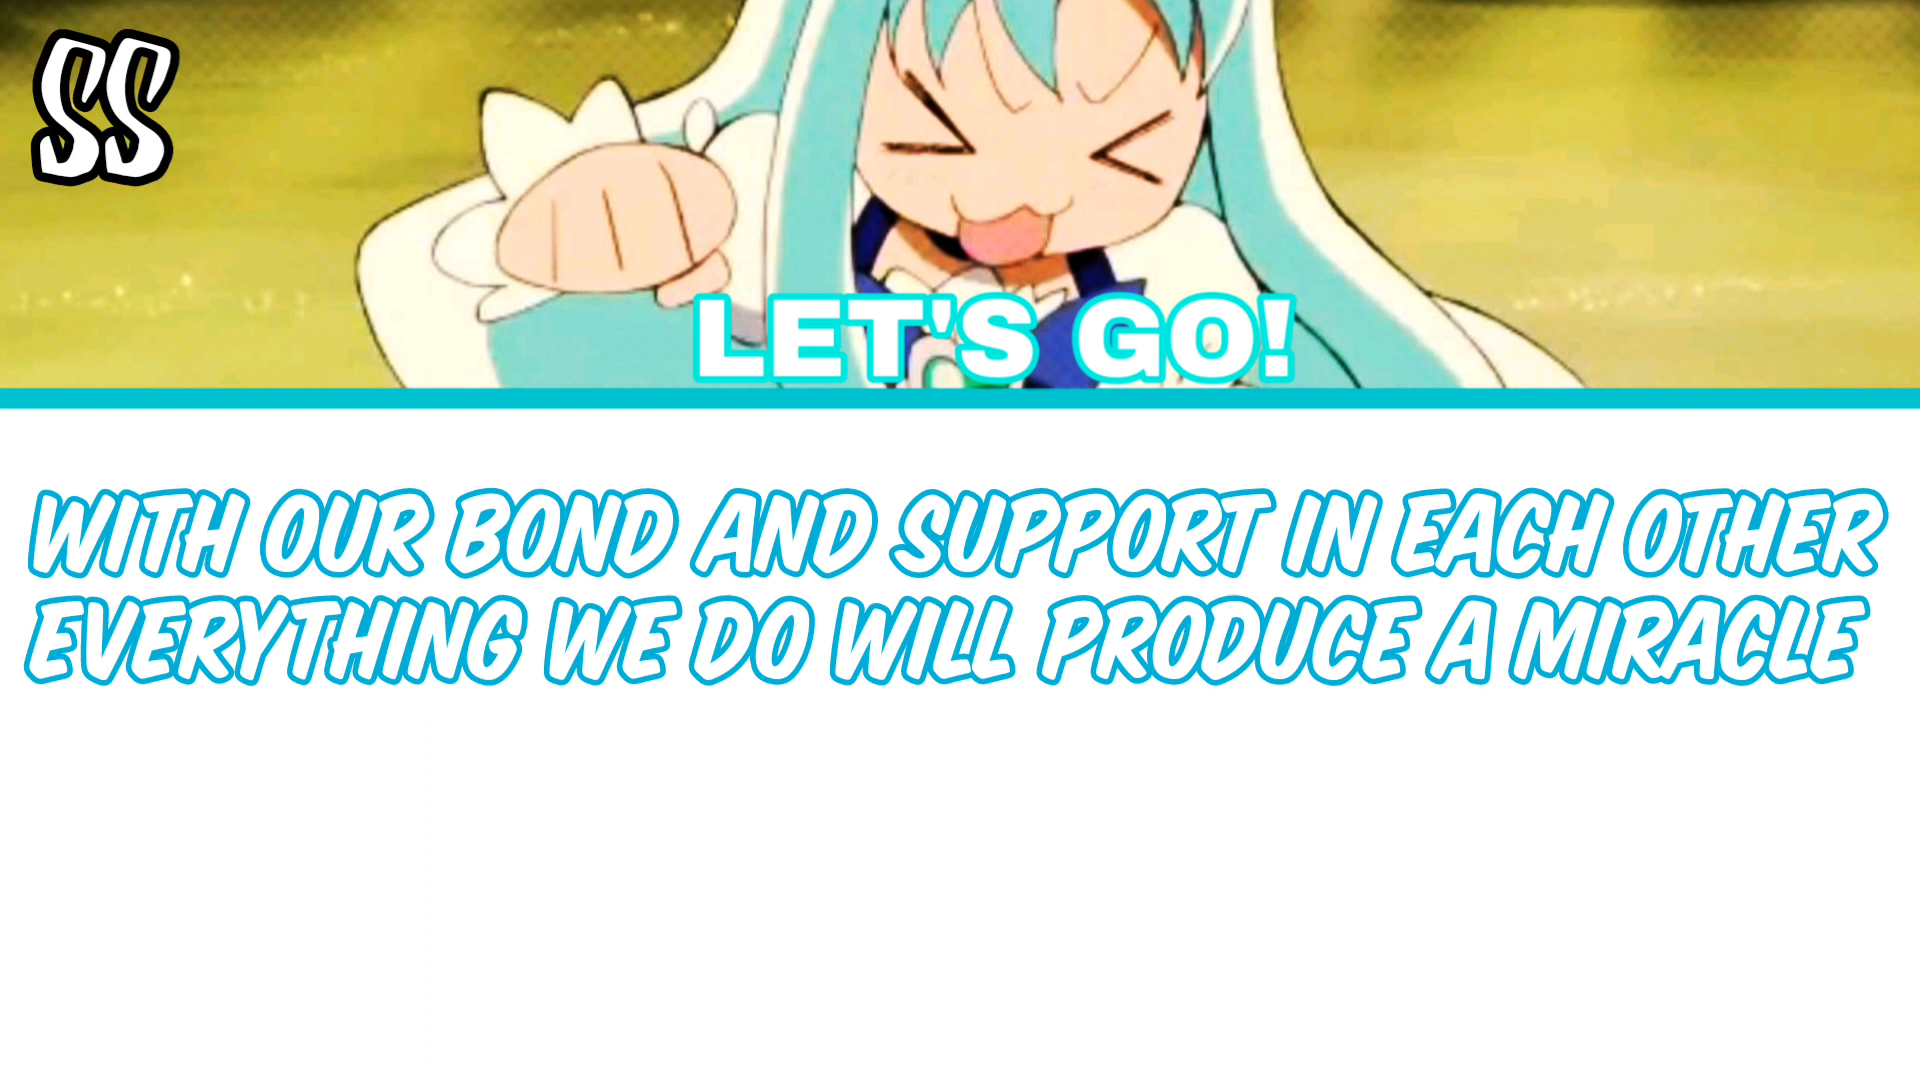 SS
LET'S GO!
WITH OUR BOND AND SUPPORT IN EACH OTHER
EVERYTHING WE DO WILL PRODUCE A MIRACLE